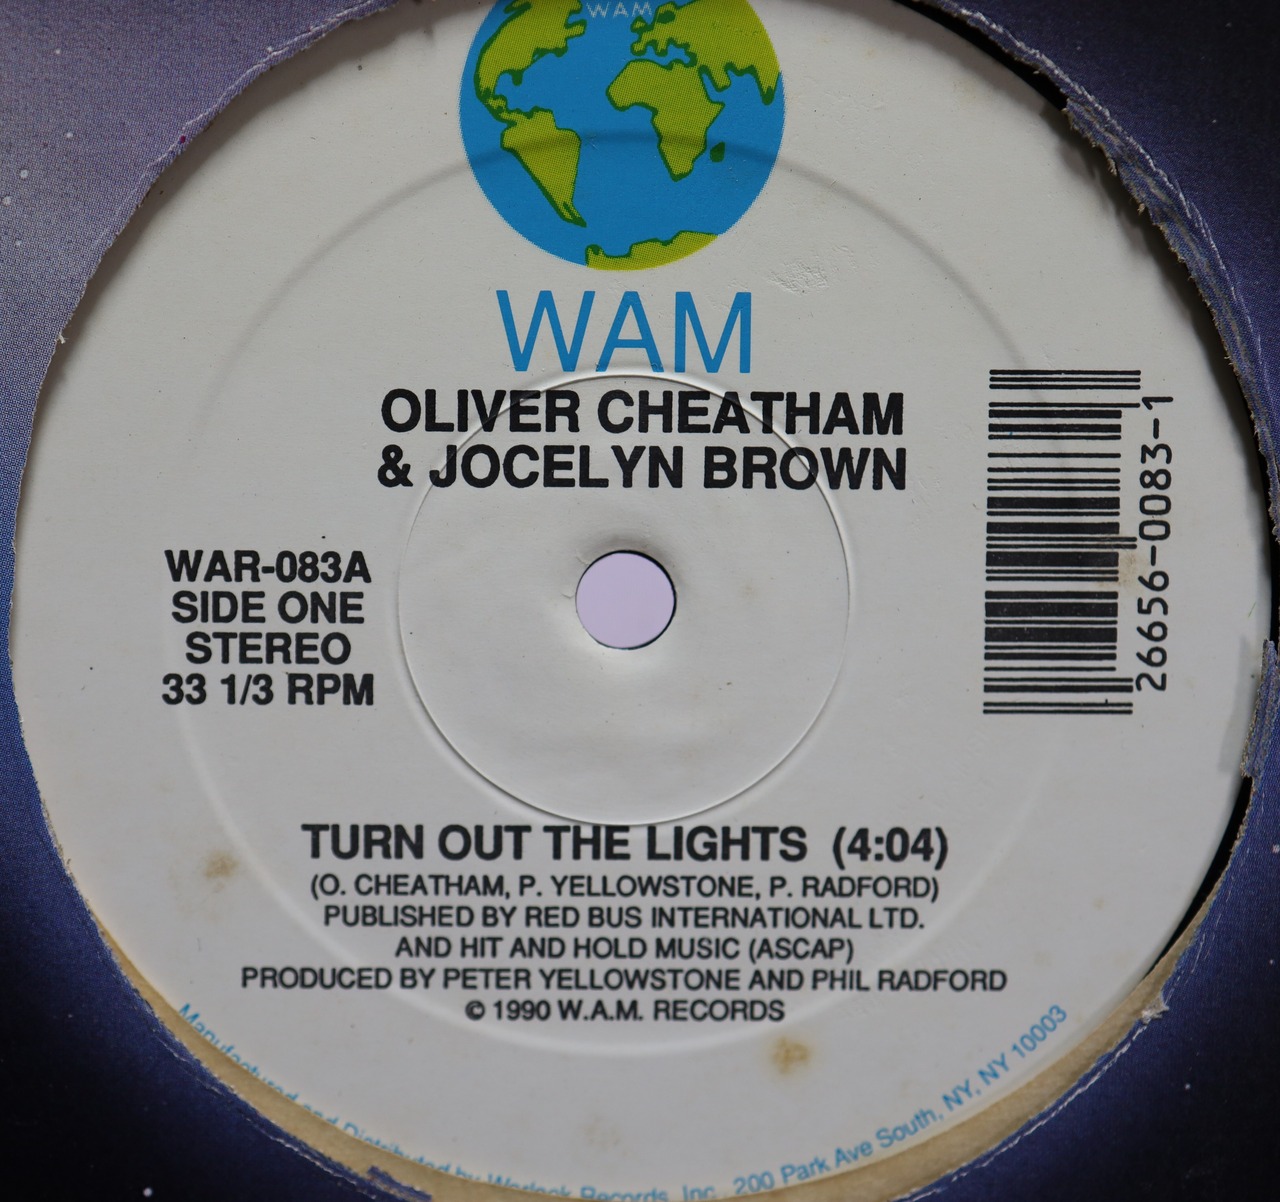 WAM
WAM
OLIVER CHEATHAM
& JOCELYN BROWN
WAR-083A
SIDE ONE
STEREO
33 1/3 RPM
26656-0083-1
TURN OUT THE LIGHTS (4:04)
(O. CHEATHAM, P. YELLOWSTONE, P. RADFORD)
PUBLISHED BY RED BUS INTERNATIONAL LTD.
AND HIT AND HOLD MUSIC (ASCAP)
PRODUCED BY PETER YELLOWSTONE AND PHIL RADFORD
© 1990 W.A.M. RECORDS
Manufactured and Distributed by Warlock Records, Inc., 200 Park Ave South, NY, NY 10003